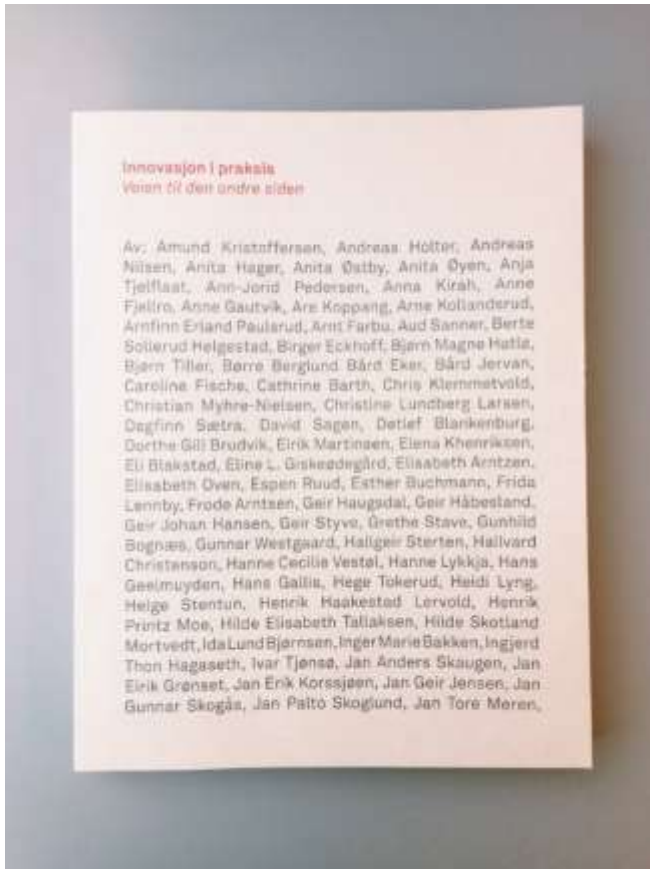 Innovasjon i praksis
Veien til den andre siden
Av: Amund Kristoffersen, Andreas Holter, Andreas
Nilsen, Anita Hager, Anita Østby, Anita Øyen, Anja
Tjelflaat, Ann-Jorid Pedersen, Anna Kirah, Anne
Fjellro, Anne Gautvik, Are Koppang, Arne Kollandsrud,
Arnfinn Erland Paulsrud, Arnt Farbu, Aud Sanner, Berte
Sollerud Helgestad, Birger Eckhoff, Bjørn Magne Hatlø,
Bjørn Tiller, Børre Berglund Bård Eker, Bård Jervan,
Caroline Fische, Cathrine Barth, Chris Klemmetvold,
Christian Myhre-Nielsen, Christine Lundberg Larsen,
Dagfinn Sætra, David Sagen, Detlef Blankenburg,
Dorthe Gill Brudvik, Eirik Martinsen, Elena Khenriksen,
Eli Blakstad, Eline L. Giskeødegård, Elisabeth Arntzen,
Elisabeth Oven, Espen Ruud, Esther Buchmann, Frida
Lennby, Frode Arntsen, Geir Haugsdal, Geir Håbesland,
Geir Johan Hansen, Geir Styve, Grethe Stave, Gunhild
Bognæs, Gunnar Westgaard, Hallgeir Sterten, Hallvard
Christenson, Hanne Cecilie Vestøl, Hanne Lykkja, Hans
Geelmuyden, Hans Gallis, Hege Tokerud, Heidi Lyng,
Helge Stentun, Henrik Haakestad Lervold, Henrik
Printz Moe, Hilde Elisabeth Tallaksen, Hilde Skotland
Mortvedt, Ida Lund Bjørnsen, Inger Marie Bakken, Ingjerd
Thon Hagaseth, Ivar Tjønsø, Jan Anders Skaugen, Jan
Eirik Grønset, Jan Erik Korssjøen, Jan Geir Jensen, Jan
Gunnar Skogås, Jan Palto Skoglund, Jan Tore Meren,